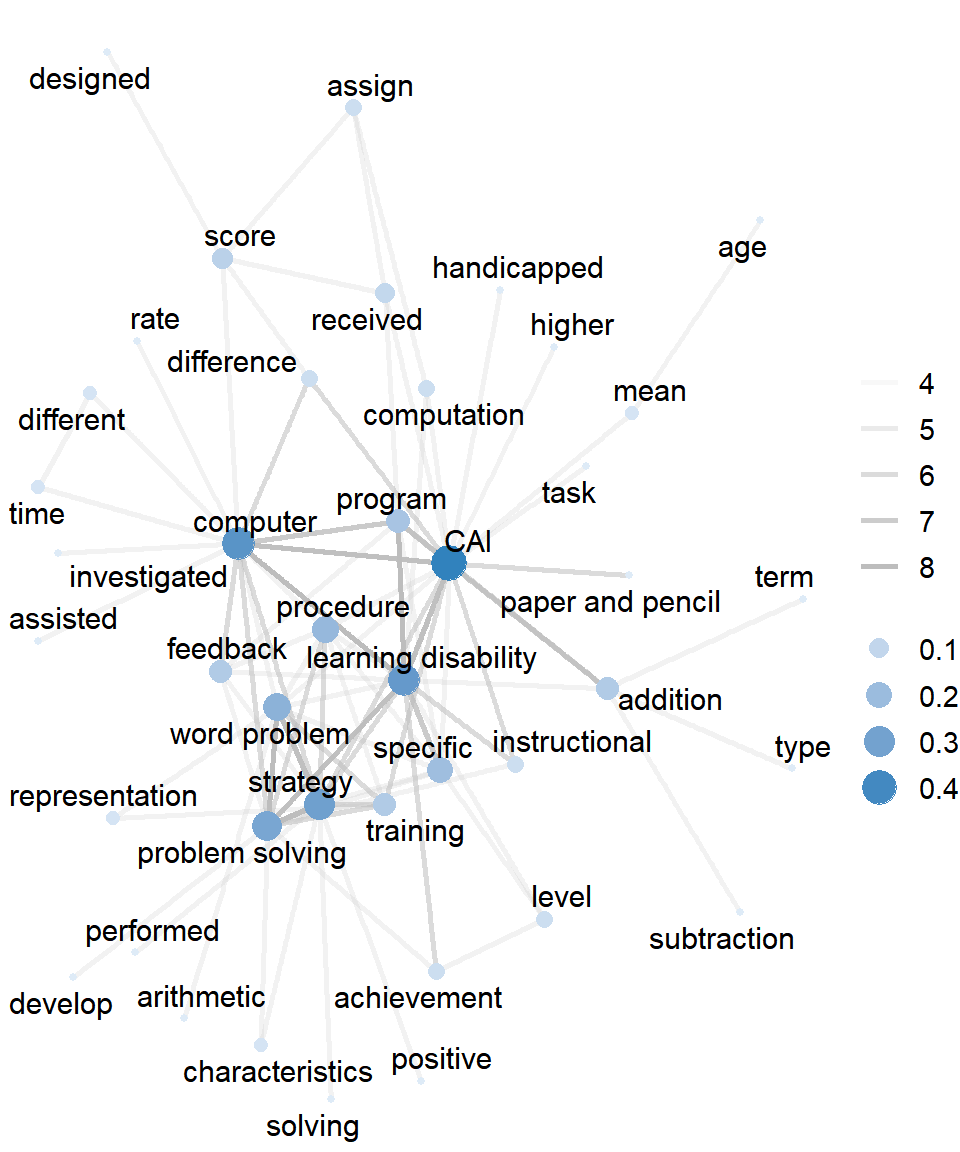 designed
assign
score
age
handicapped
received
higher
rate
difference
mean
4
different
computation
5
task
6
program
time
computer
CAI
7
8
investigated
term
paper and pencil
procedure
assisted
feedback
learning disability
0.1
addition
0.2
word problem
specific
instructional
type
0.3
strategy
representation
0.4
training
problem solving
level
performed
subtraction
develop
arithmetic
achievement
characteristics
positive
solving